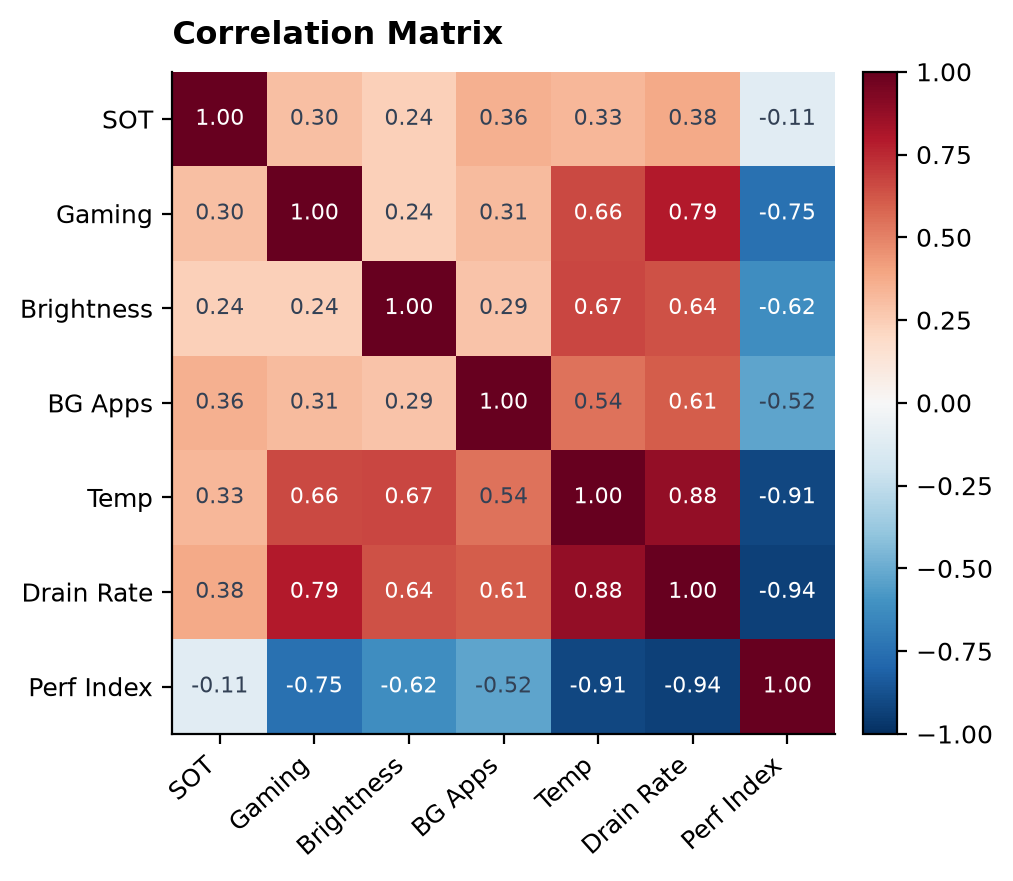 Correlation Matrix
SOT 1.00 0.30 0.24 0.36 0.33 0.38 -0.11
Gaming 0.30 1.00 0.24 0.31 0.66 0.79 -0.75
Brightness 0.24 0.24 1.00 0.29 0.67 0.64 -0.62
BG Apps 0.36 0.31 0.29 1.00 0.54 0.61 -0.52
Temp 0.33 0.66 0.67 0.54 1.00 0.88 -0.91
Drain Rate 0.38 0.79 0.64 0.61 0.88 1.00 -0.94
Perf Index -0.11 -0.75 -0.62 -0.52 -0.91 -0.94 1.00
SOT Gaming Brightness BG Apps Temp Drain Rate Perf Index
1.00
0.75
0.50
0.25
0.00
−0.25
−0.50
−0.75
−1.00